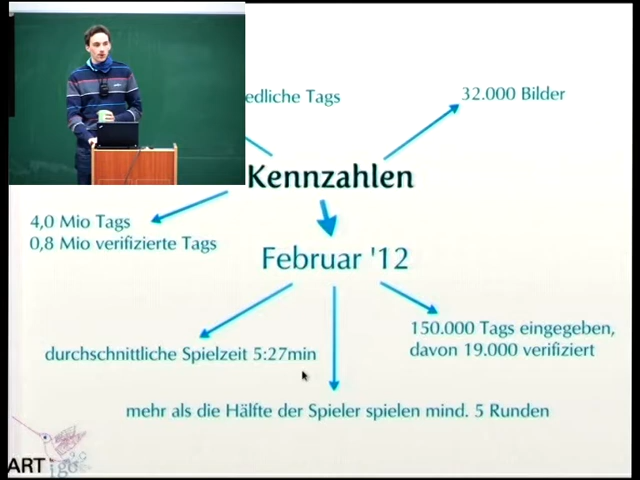 edliche Tags
32.000 Bilder
Kennzahlen
4,0 Mio Tags
0,8 Mio verifizierte Tags
Februar '12
150.000 Tags eingegeben,
davon 19.000 verifiziert
durchschnittliche Spielzeit 5:27min
mehr als die Hälfte der Spieler spielen mind. 5 Runden
ARTigo